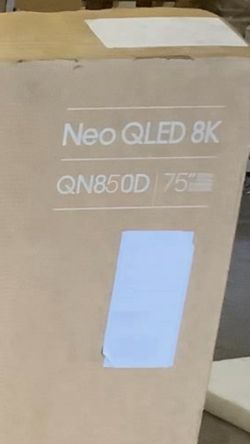 Neo QLED 8K
QN850D | 75"